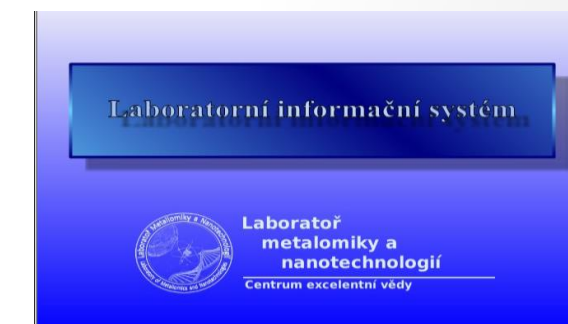 Laboratorní informační systém
Laboratoř
metalomiky a
nanotechnologií
Centrum excelentní vědy